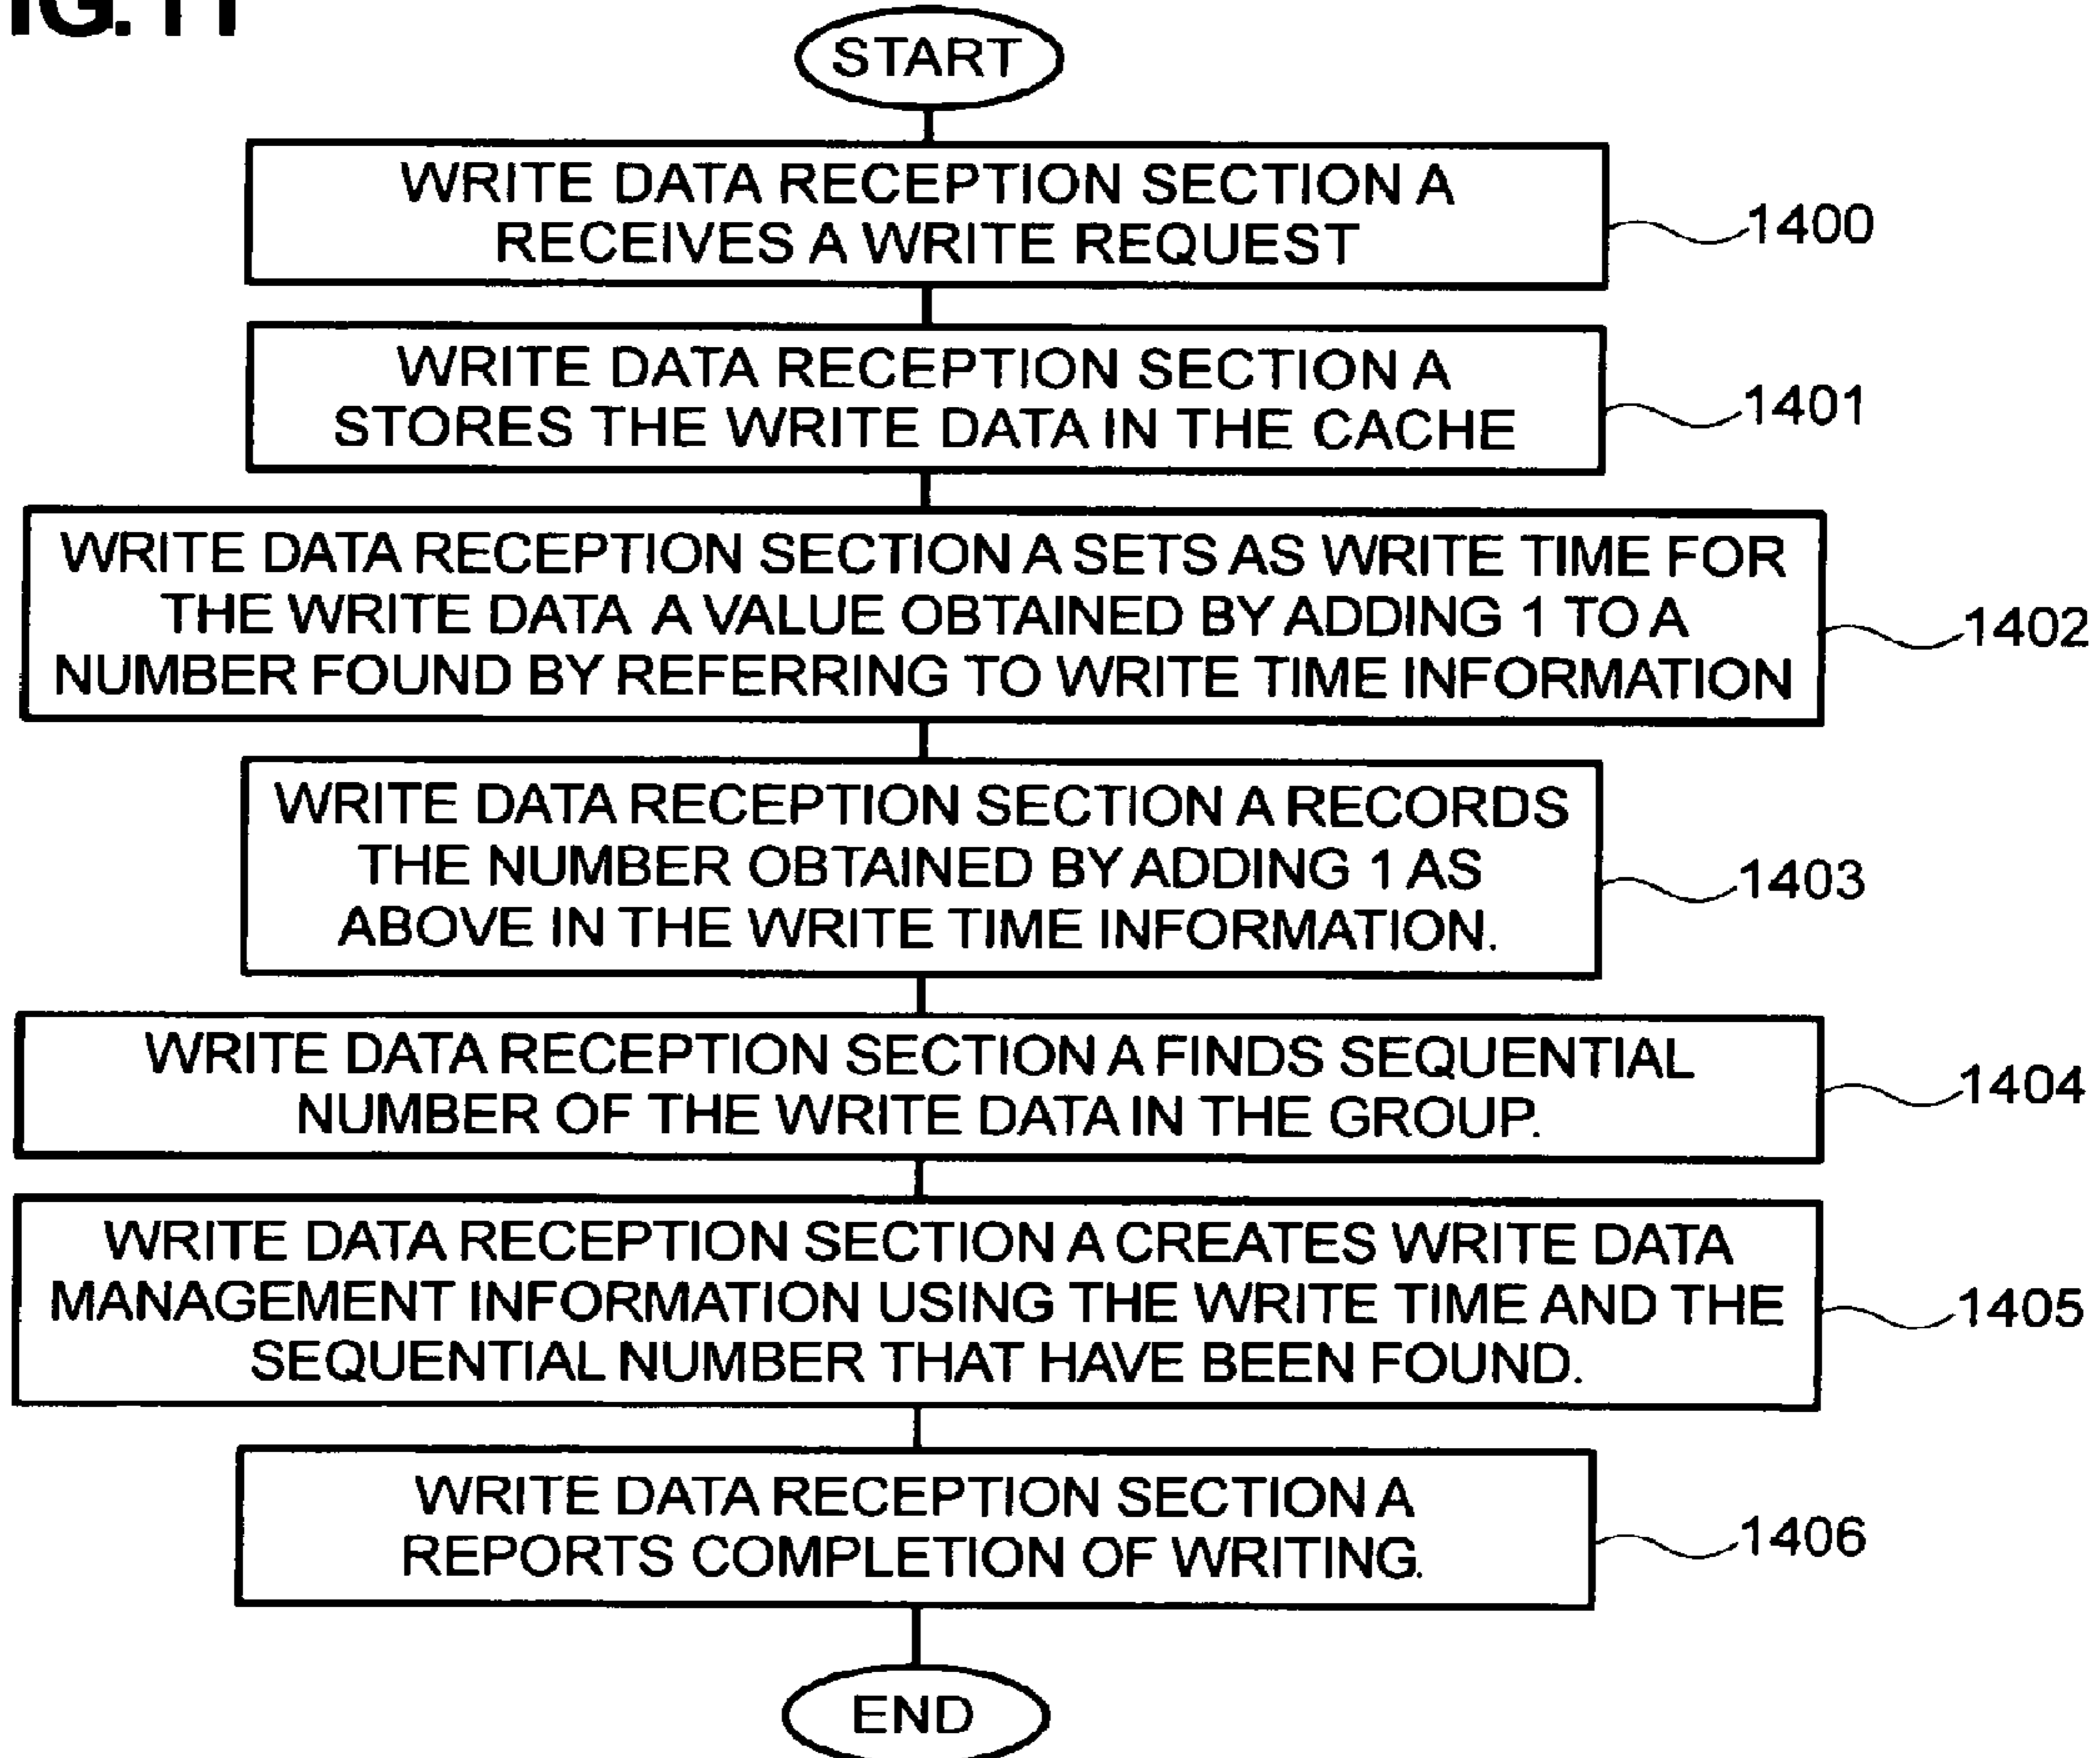 IG. 11
START
WRITE DATA RECEPTION SECTION A
RECEIVES A WRITE REQUEST
1400
WRITE DATA RECEPTION SECTION A
STORES THE WRITE DATA IN THE CACHE
1401
WRITE DATA RECEPTION SECTION A SETS AS WRITE TIME FOR
THE WRITE DATA A VALUE OBTAINED BY ADDING 1 TO A
NUMBER FOUND BY REFERRING TO WRITE TIME INFORMATION
1402
WRITE DATA RECEPTION SECTION A RECORDS
THE NUMBER OBTAINED BY ADDING 1 AS
ABOVE IN THE WRITE TIME INFORMATION.
1403
WRITE DATA RECEPTION SECTION A FINDS SEQUENTIAL
NUMBER OF THE WRITE DATA IN THE GROUP.
1404
WRITE DATA RECEPTION SECTION A CREATES WRITE DATA
MANAGEMENT INFORMATION USING THE WRITE TIME AND THE
SEQUENTIAL NUMBER THAT HAVE BEEN FOUND.
1405
WRITE DATA RECEPTION SECTION A
REPORTS COMPLETION OF WRITING.
1406
END